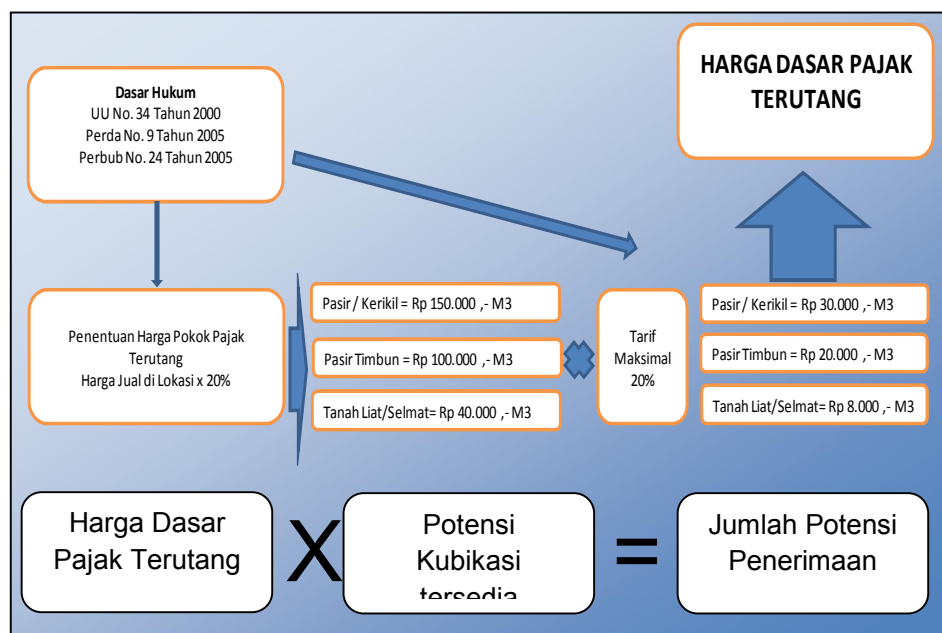 HARGA DASAR PAJAK
TERUTANG
Dasar Hukum
UU No. 34 Tahun 2000
Perda No. 9 Tahun 2005
Perbub No. 24 Tahun 2005
Penentuan Harga Pokok Pajak
Terutang
Harga Jual di Lokasi x 20%
Pasir / Kerikil = Rp 150.000 ,- M3
Pasir Timbun = Rp 100.000 ,- M3
Tanah Liat/Selmat= Rp 40.000 ,- M3
Tarif
Maksimal
20%
Pasir / Kerikil = Rp 30.000 ,- M3
Pasir Timbun = Rp 20.000 ,- M3
Tanah Liat/Selmat= Rp 8.000 ,- M3
Harga Dasar
Pajak Terutang
X
Potensi
Kubikasi
tersedia
=
Jumlah Potensi
Penerimaan